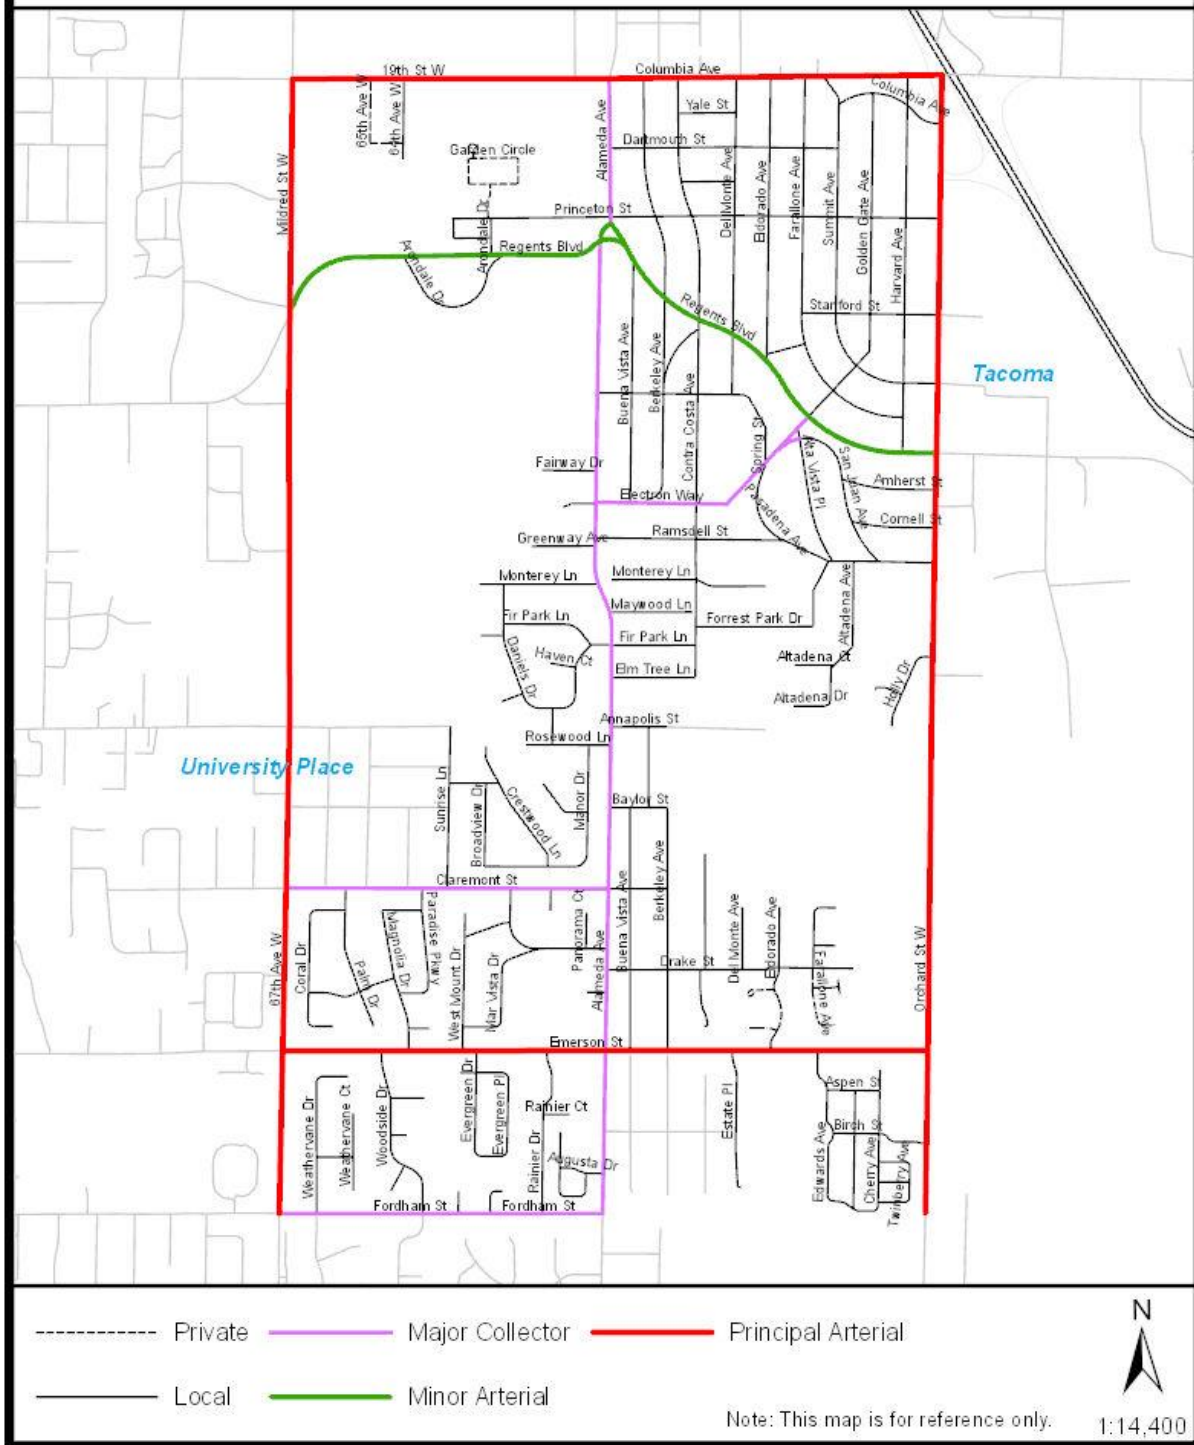 19th St W
Columbia Ave
65th Ave W
64th Ave W
Alameda Ave
Yale St
Columbia Ave
Garden Circle
Dartmouth St
Mildred St W
Del Monte Ave
Eldorado Ave
Farallone Ave
Summit Ave
Golden Gate Ave
Harvard Ave
Princeton St
Arondale Dr
Regents Blvd
Arondale Dr
Regents Blvd
Stanford St
Buena Vista Ave
Berkeley Ave
Contra Costa Ave
Tacoma
Spring St
Alta Vista Pl
San Juan Ave
Fairway Dr
Amherst St
Electron Way
Pasadena Ave
Cornell St
Greenway Ave
Ramsdell St
Monterey Ln
Monterey Ln
Fir Park Ln
Maywood Ln
Forrest Park Dr
Altadena Ave
Fir Park Ln
Daniels Dr
Haven Ct
Elm Tree Ln
Altadena Ct
Altadena Dr
Holly Dr
Annapolis St
Rosewood Ln
University Place
Sunrise Ln
Broadview Dr
Crestwood Ln
Manor Dr
Baylor St
Claremont St
Buena Vista Ave
Berkeley Ave
67th Ave W
Coral Dr
Palm Dr
Magnolia Dr
Paradise Pkwy
West Mount Dr
Mar Vista Dr
Panorama Ct
Alameda Ave
Drake St
Del Monte Ave
Eldorado Ave
Farallone Ave
Orchard St W
Emerson St
Weathervane Dr
Weathervane Ct
Woodside Dr
Evergreen Dr
Evergreen Pl
Rainier Ct
Rainier Dr
Augusta Dr
Estate Pl
Aspen St
Birch St
Edwards Ave
Cherry Ave
Twinberry Ave
Fordham St
Fordham St
Private
Major Collector
Principal Arterial
Local
Minor Arterial
N
Note: This map is for reference only.
1:14,400